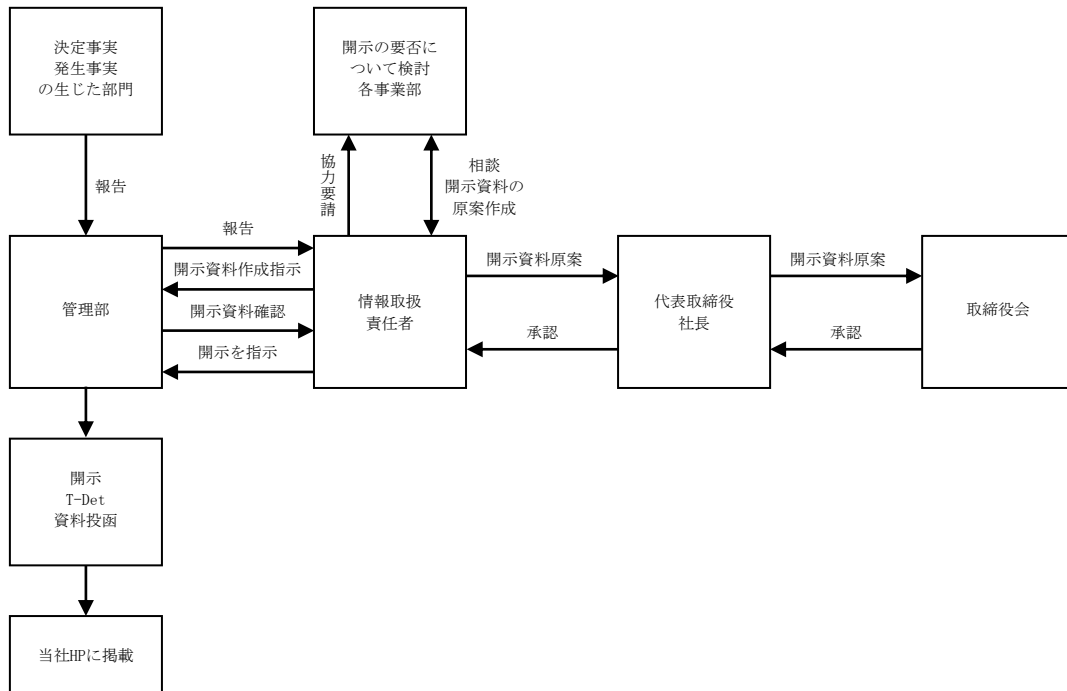 決定事実
発生事実
の生じた部門
開示の要否に
ついて検討
各事業部
報告
協力要請
相談
開示資料の
原案作成
管理部
報告
開示資料作成指示
開示資料確認
開示を指示
情報取扱
責任者
開示資料原案
承認
代表取締役
社長
開示資料原案
承認
取締役会
開示
T-Det
資料投函
当社HPに掲載